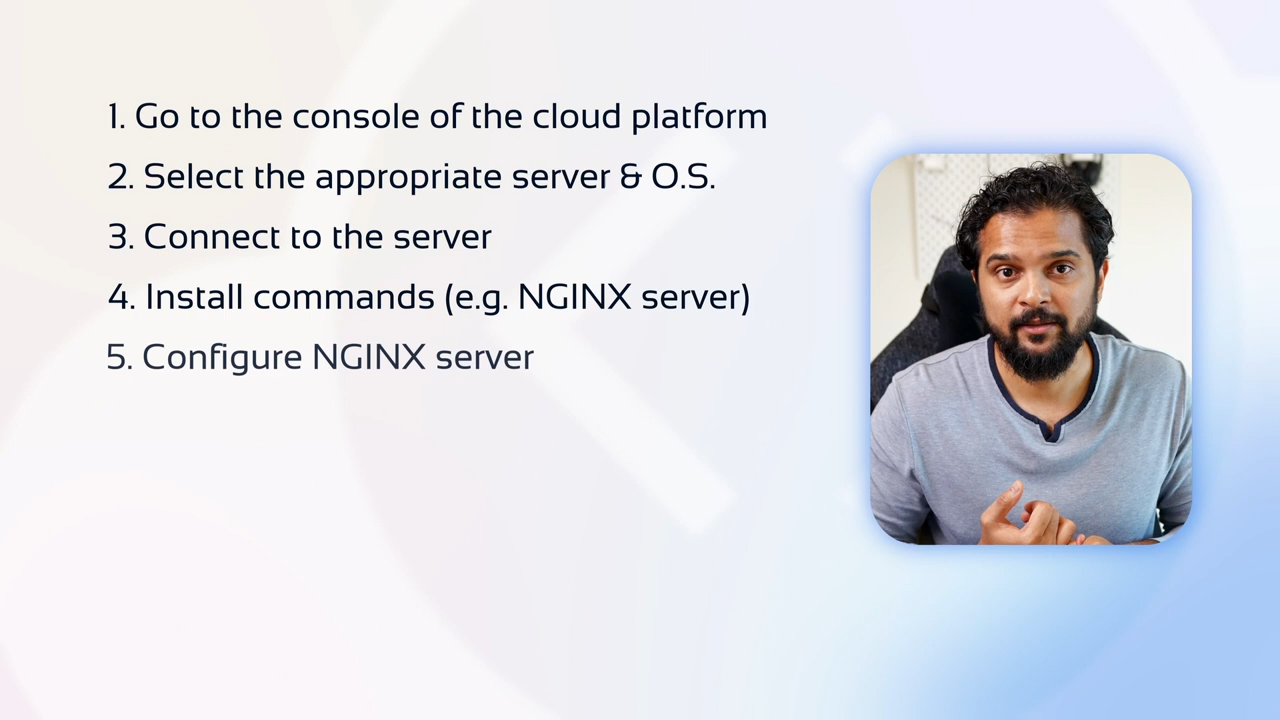 1. Go to the console of the cloud platform
2. Select the appropriate server & O.S.
3. Connect to the server
4. Install commands (e.g. NGINX server)
5. Configure NGINX server